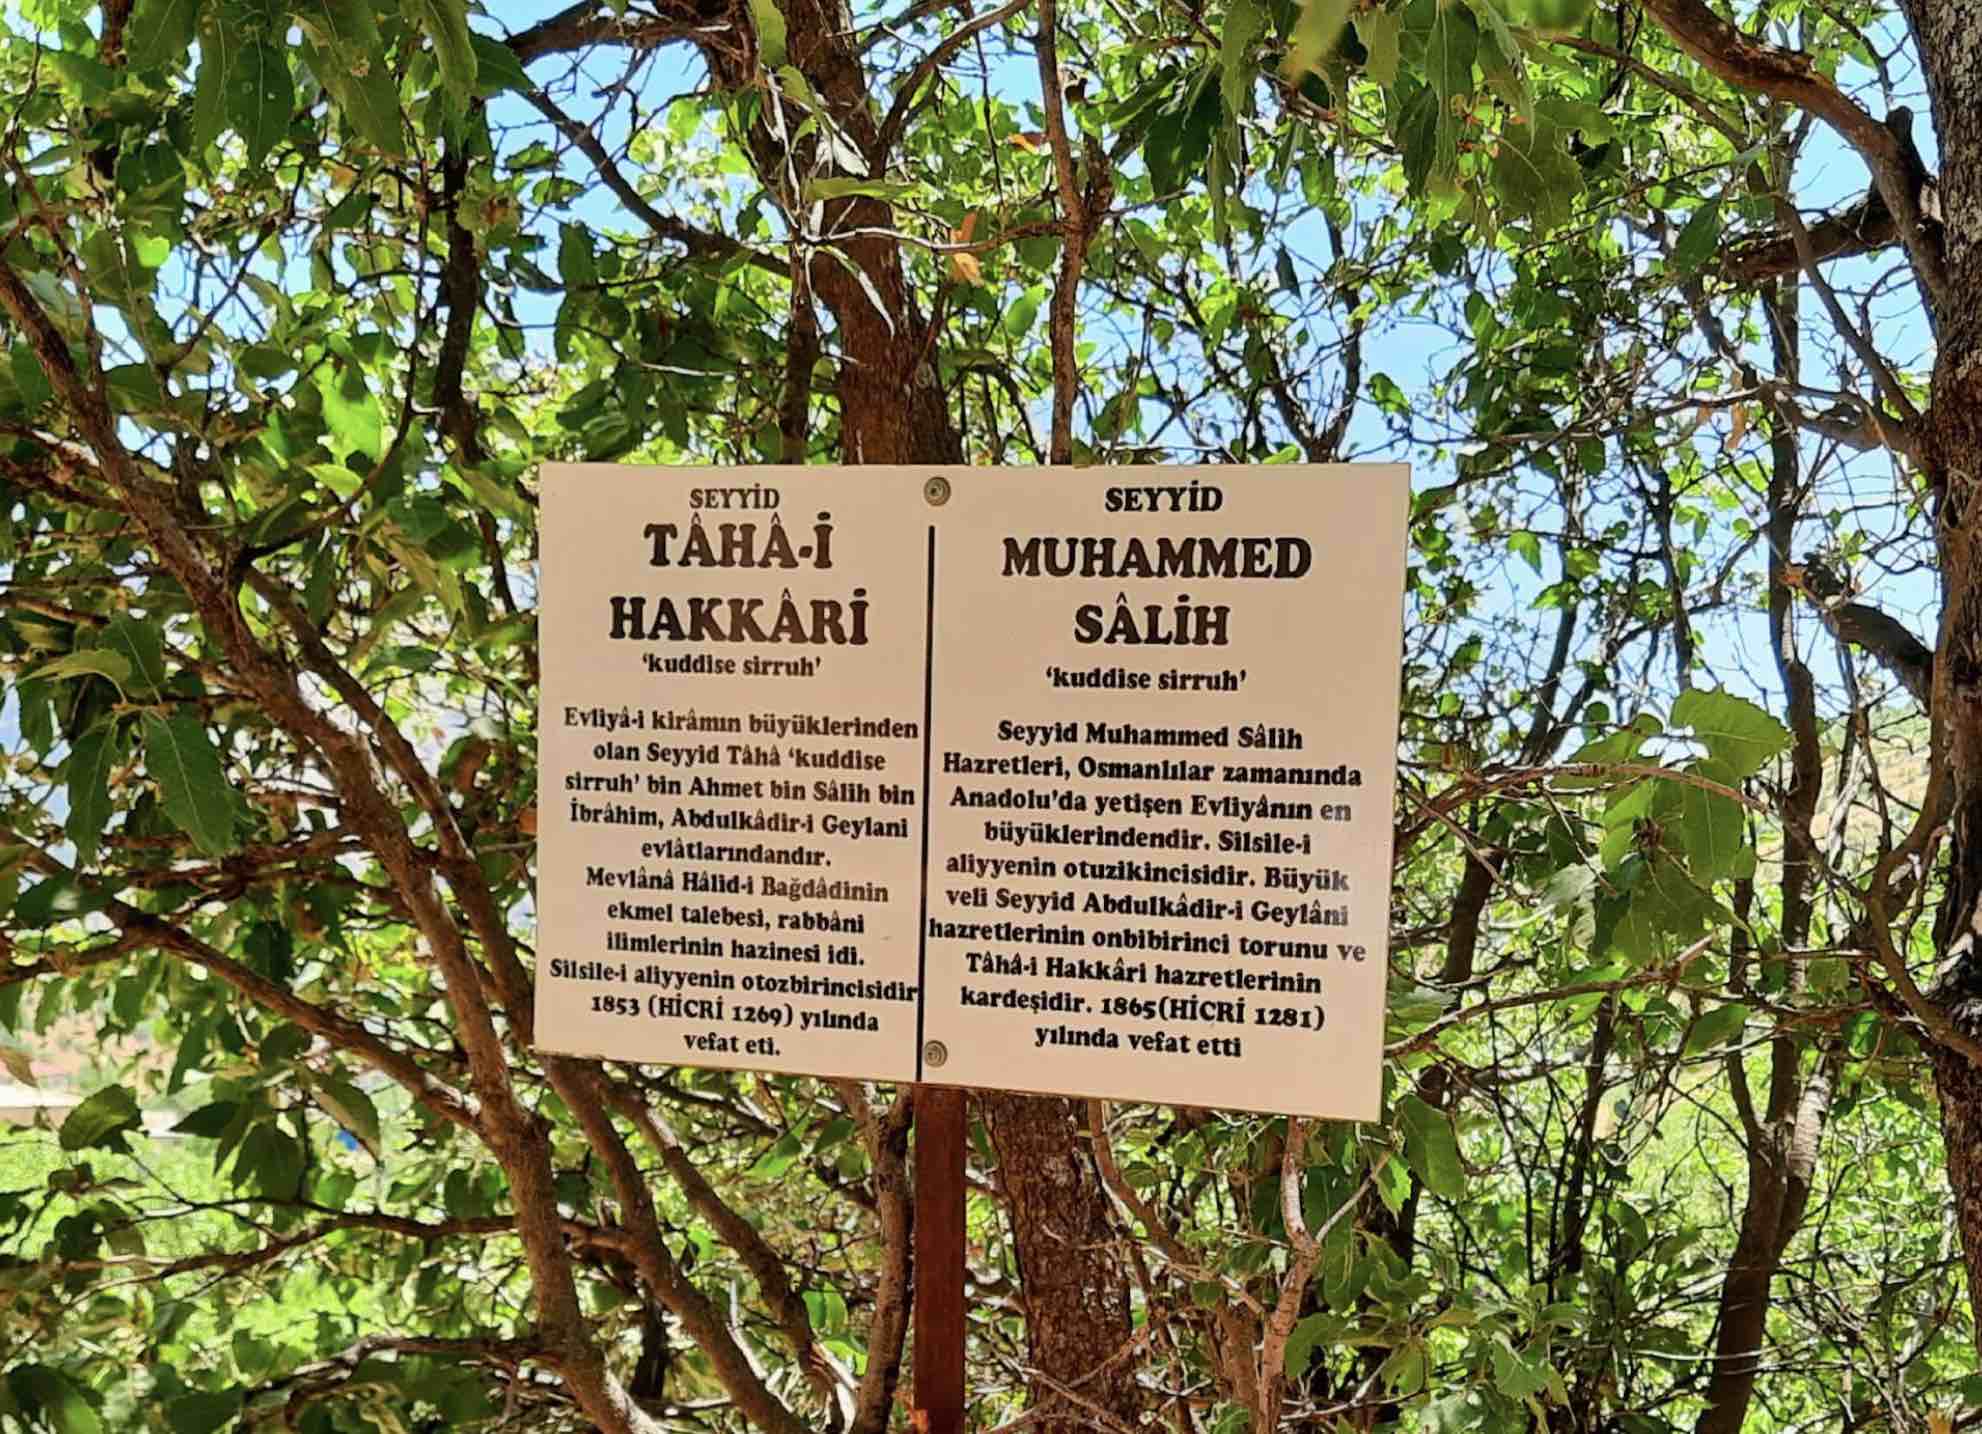 SEYYİD
TÂHÂ-İ
HAKKÂRİ
‘kuddise sirruh’
Evliyâ-i kirâmın büyüklerinden
olan Seyyid Tâhâ ‘kuddise
sirruh’ bin Ahmet bin Sâlih bin
İbrâhim, Abdulkâdir-i Geylani
evlâtlarındandır.
Mevlânâ Hâlid-i Bağdâdinin
ekmel talebesi, rabbâni
ilimlerinin hazinesi idi.
Silsile-i aliyyenin otozbirincisidir
1853 (HİCRİ 1269) yılında
vefat eti.
SEYYİD
MUHAMMED
SÂLİH
‘kuddise sirruh’
Seyyid Muhammed Sâlih
Hazretleri, Osmanlılar zamanında
Anadolu’da yetişen Evliyânın en
büyüklerindendir. Silsile-i
aliyyenin otuzikincisidir. Büyük
veli Seyyid Abdulkâdir-i Geylâni
hazretlerinin onbibirinci torunu ve
Tâhâ-i Hakkâri hazretlerinin
kardeşidir. 1865(HİCRİ 1281)
yılında vefat etti